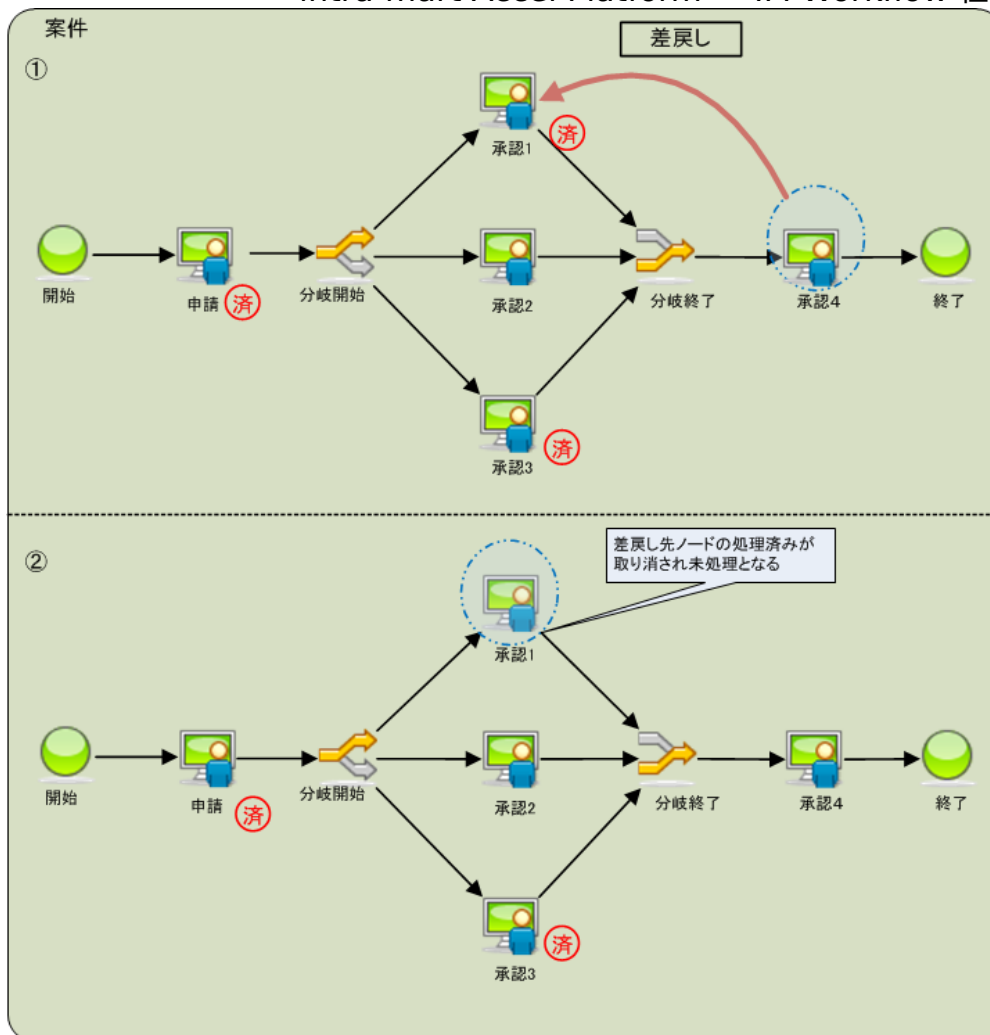 案件
差戻し
①
承認1
済
開始
申請
済
分岐開始
承認2
分岐終了
承認4
終了
承認3
済
②
差戻し先ノードの処理済みが
取り消され未処理となる
承認1
開始
申請
済
分岐開始
承認2
分岐終了
承認4
終了
承認3
済